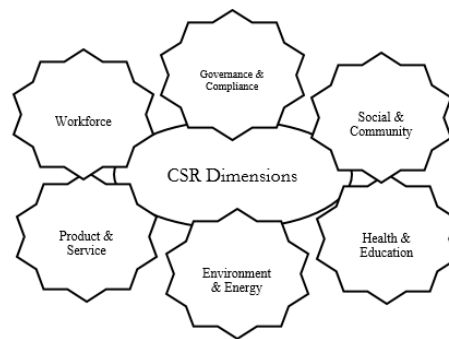 Governance &
Compliance
Workforce
Social &
Community
CSR Dimensions
Product &
Service
Health &
Education
Environment
& Energy